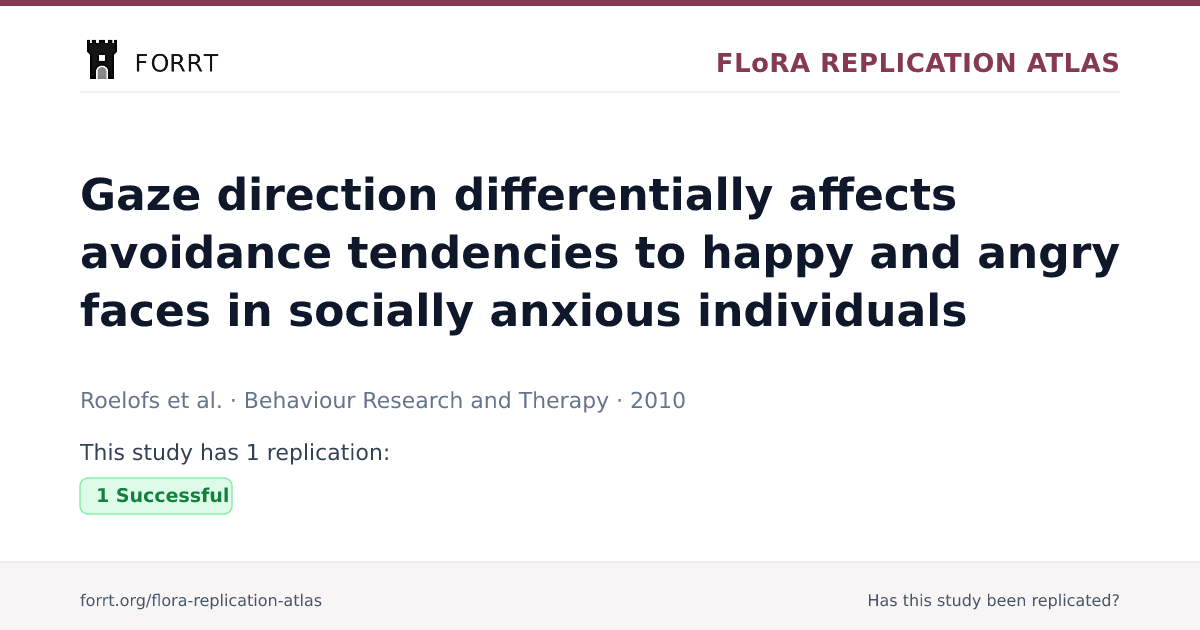 FORRT
FLoRA REPLICATION ATLAS
Gaze direction differentially affects
avoidance tendencies to happy and angry
faces in socially anxious individuals
Roelofs et al. · Behaviour Research and Therapy · 2010
This study has 1 replication:
1 Successful
forrt.org/flora-replication-atlas
Has this study been replicated?